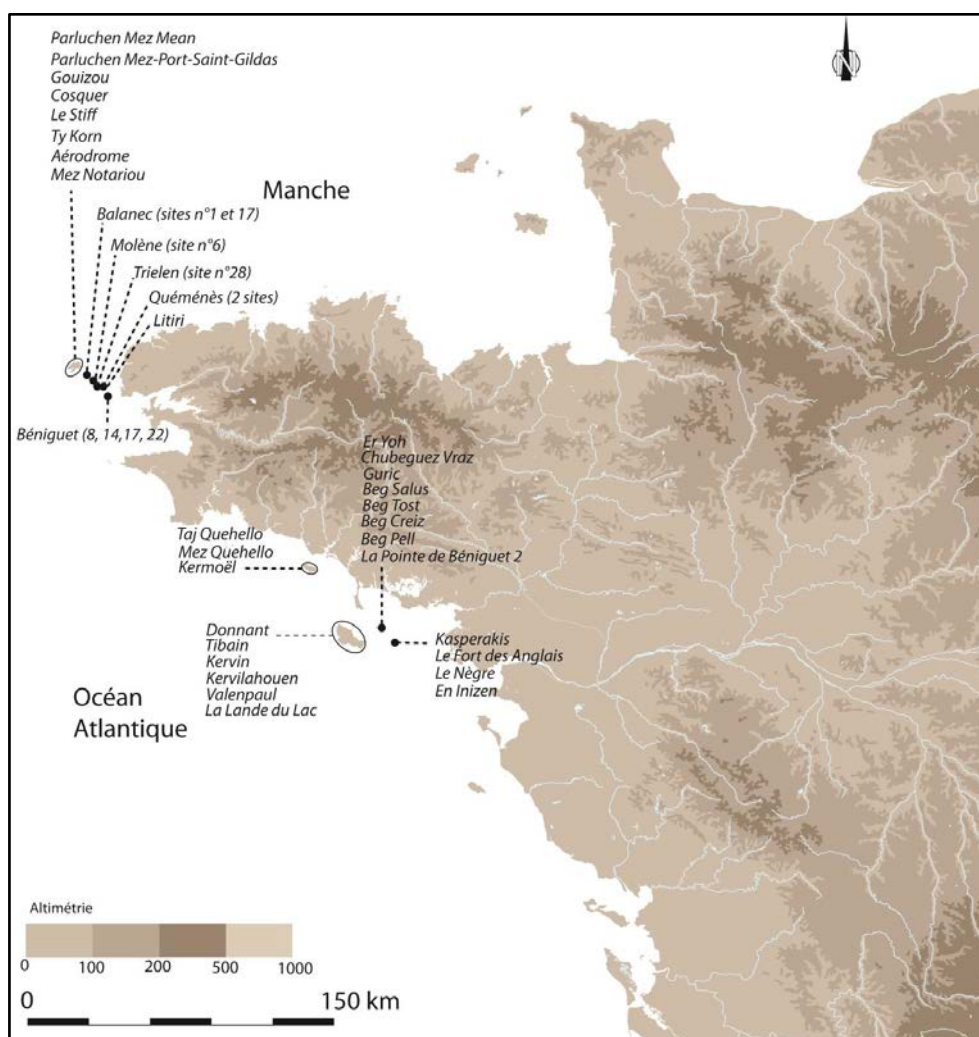 Parluchen Mez Mean
Parluchen Mez-Port-Saint-Gildas
Gouizou
Cosquer
Le Stiff
Ty Korn
Aérodrome
Mez Notariou
N
Manche
Balanec (sites n°1 et 17)
Molène (site n°6)
Trielen (site n°28)
Quéménès (2 sites)
Litiri
Béniguet (8, 14,17, 22)
Er Yoh
Chubeguez Vraz
Guric
Beg Salus
Beg Tost
Beg Creiz
Beg Pell
La Pointe de Béniguet 2
Taj Quehello
Mez Quehello
Kermoël
Donnant
Tibain
Kervin
Kervilahouen
Valenpaul
La Lande du Lac
Kasperakis
Le Fort des Anglais
Le Nègre
En Inizen
Océan
Atlantique
Altimétrie
0 100 200 500 1000
0 150 km